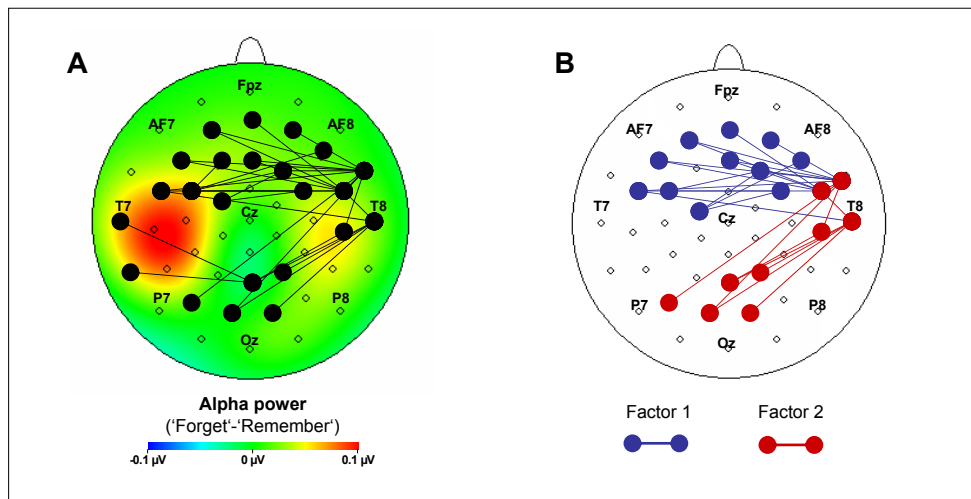 A
Fpz
AF7
AF8
T7
Cz
T8
P7
P8
Oz
Alpha power
(‘Forget‘-‘Remember‘)
-0.1 µV
0 µV
0.1 µV
B
Fpz
AF7
AF8
T7
Cz
T8
P7
P8
Oz
Factor 1
Factor 2